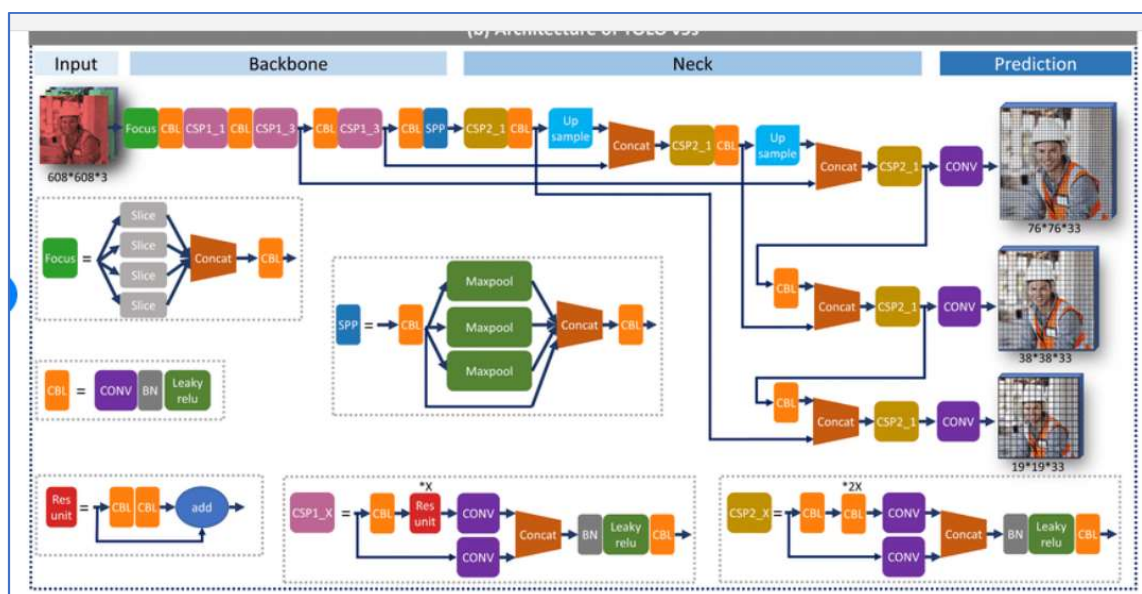 (b) Architecture of YOLO v5s
Input Backbone Neck Prediction
Focus CBL CSP1_1 CBL CSP1_3 CBL CSP1_3 CBL SPP CSP2_1 CBL Up sample Concat CSP2_1 CBL Up sample Concat CSP2_1 CONV
608*608*3
76*76*33
Focus = Slice Slice Slice Slice Concat CBL
SPP = CBL Maxpool Maxpool Maxpool Concat CBL
CBL Concat CSP2_1 CONV
38*38*33
CBL = CONV BN Leaky relu
CBL Concat CSP2_1 CONV
19*19*33
Res unit = CBL CBL add
CSP1_X = CBL *X Res unit CONV CONV Concat BN Leaky relu CBL
CSP2_X = CBL *2X CBL CONV CONV Concat BN Leaky relu CBL